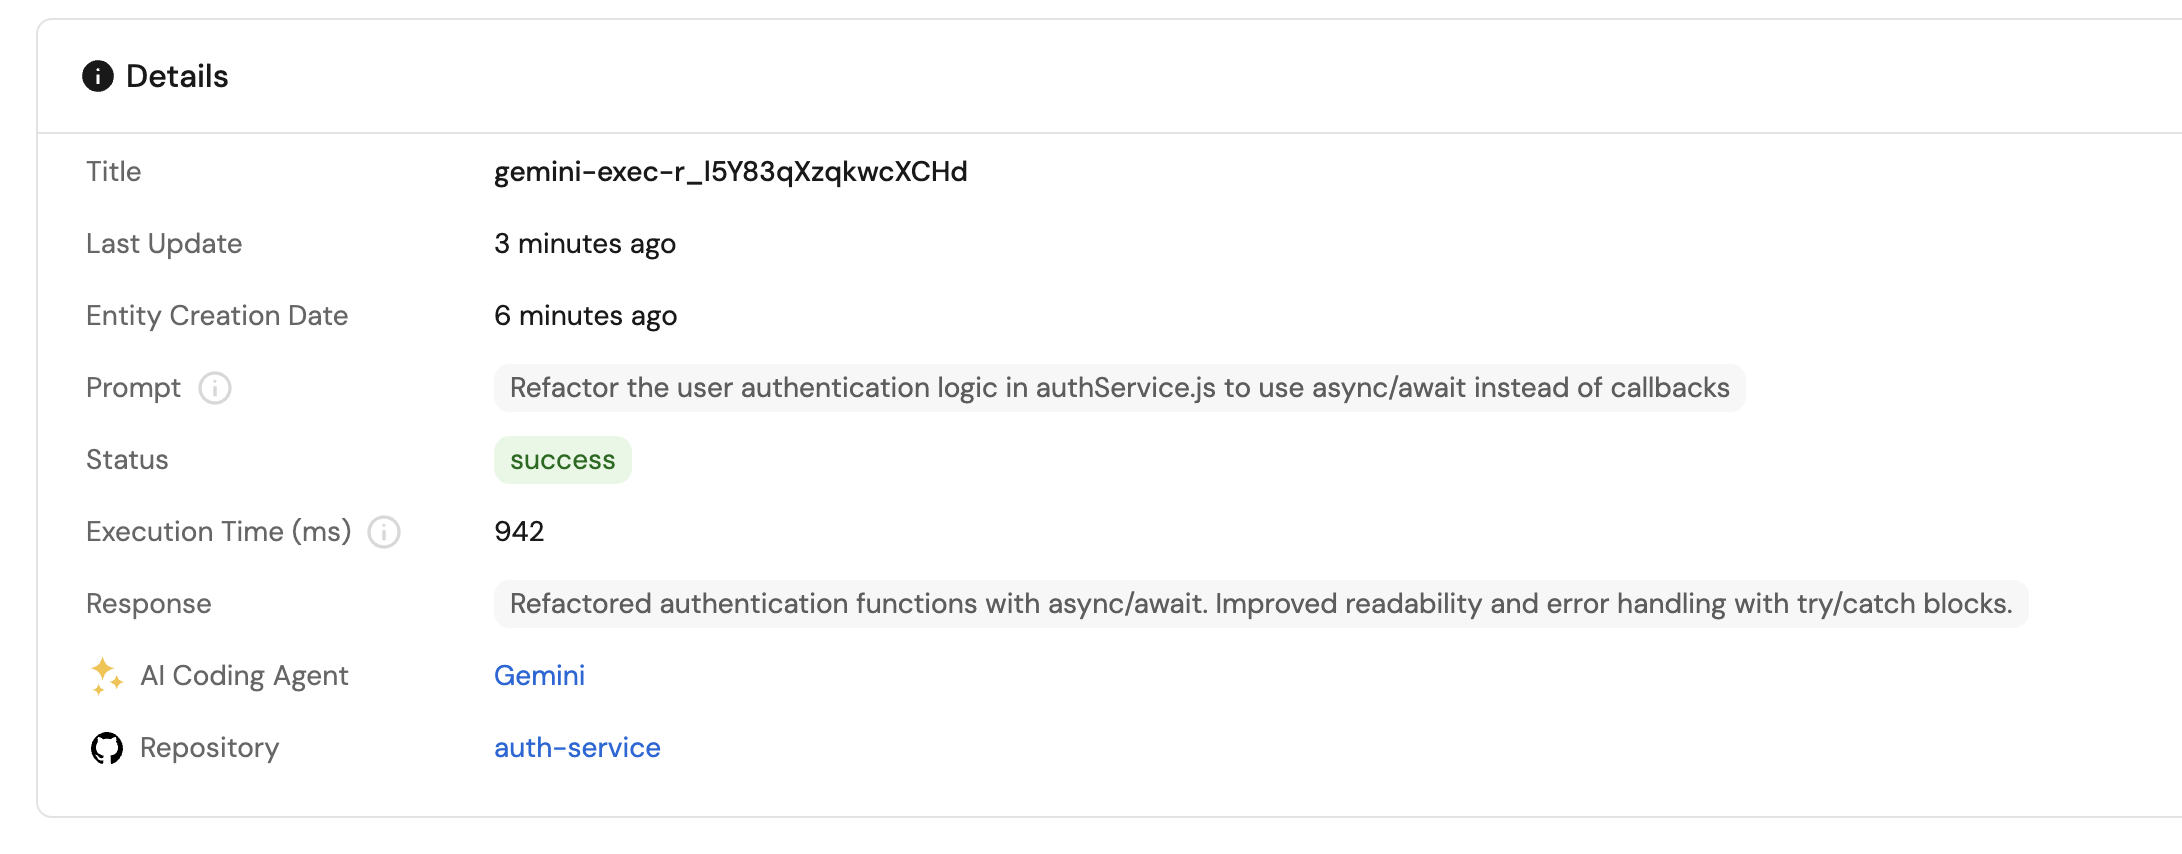 Details
Title gemini-exec-r_l5Y83qXzqkwcXCHd
Last Update 3 minutes ago
Entity Creation Date 6 minutes ago
Prompt Refactor the user authentication logic in authService.js to use async/await instead of callbacks
Status success
Execution Time (ms) 942
Response Refactored authentication functions with async/await. Improved readability and error handling with try/catch blocks.
AI Coding Agent Gemini
Repository auth-service